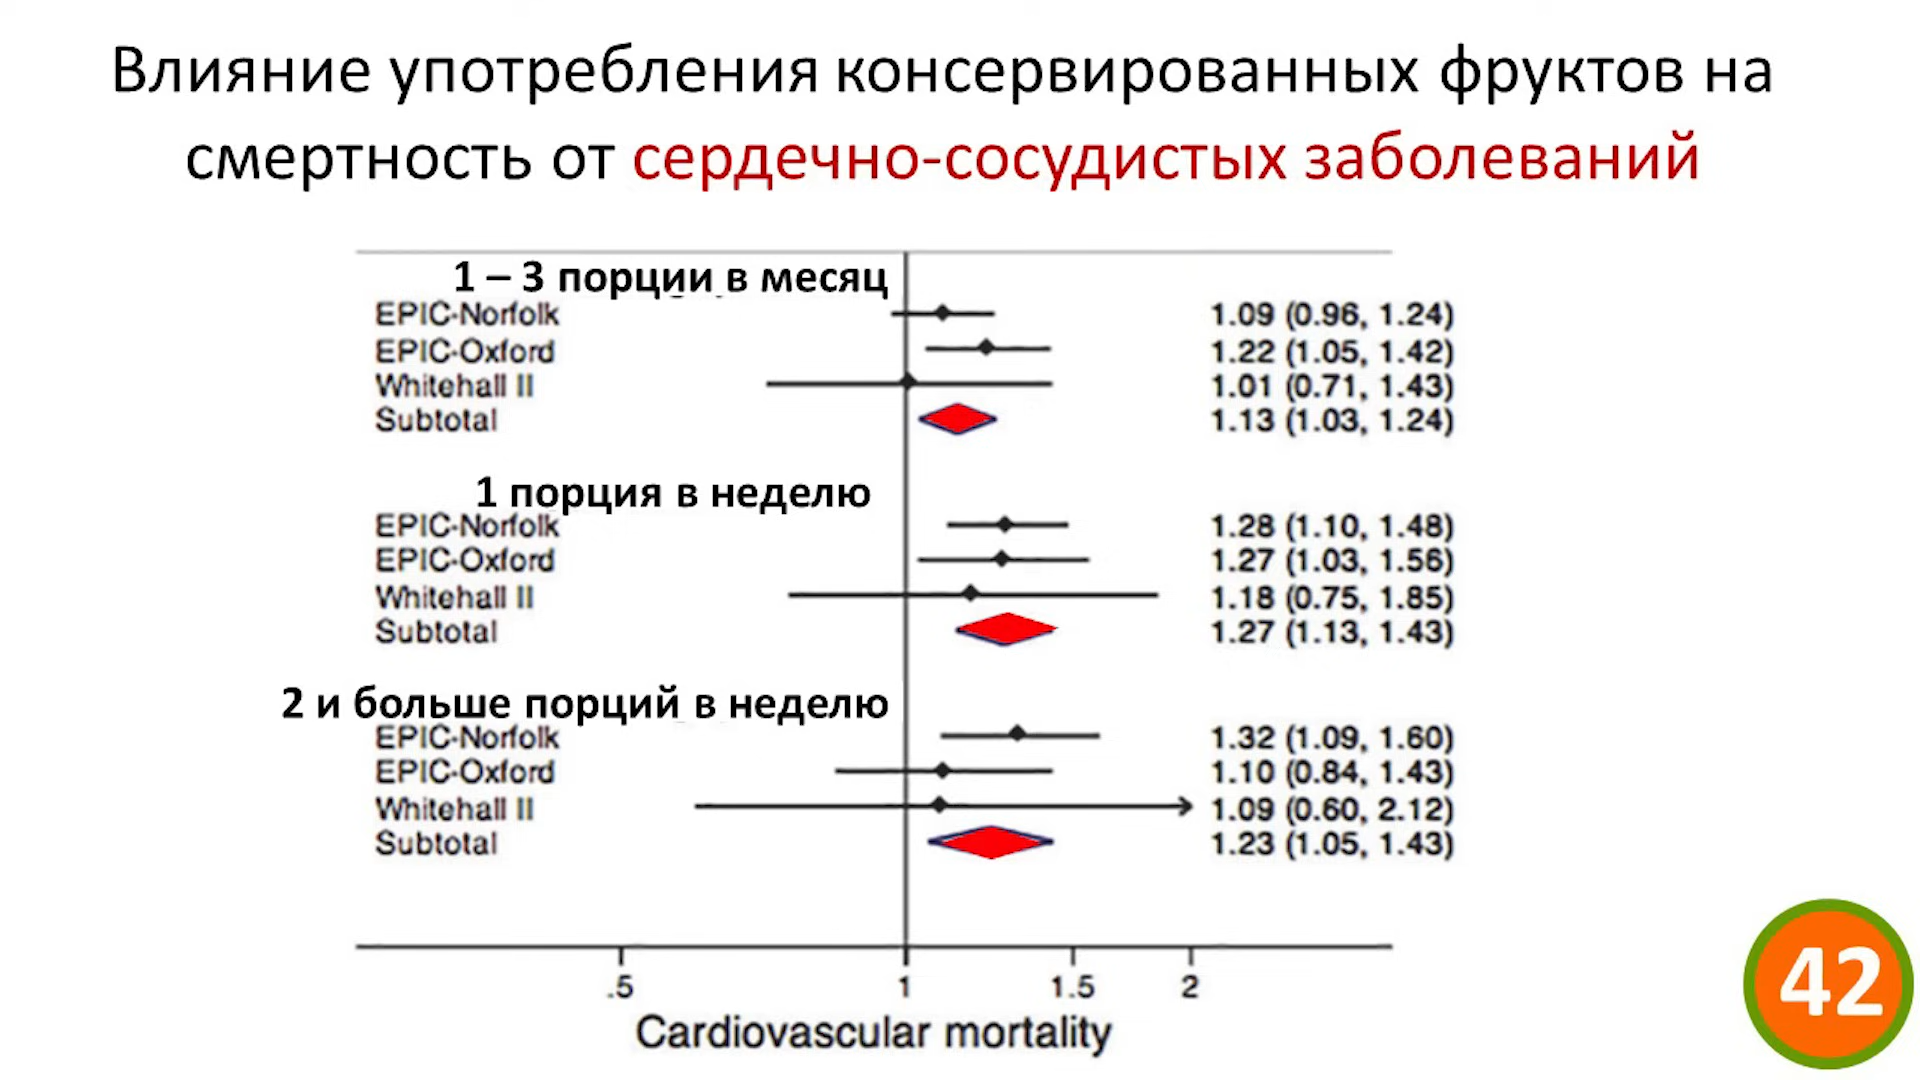 Влияние употребления консервированных фруктов на
смертность от сердечно-сосудистых заболеваний
1 – 3 порции в месяц
EPIC-Norfolk 1.09 (0.96, 1.24)
EPIC-Oxford 1.22 (1.05, 1.42)
Whitehall II 1.01 (0.71, 1.43)
Subtotal 1.13 (1.03, 1.24)
1 порция в неделю
EPIC-Norfolk 1.28 (1.10, 1.48)
EPIC-Oxford 1.27 (1.03, 1.56)
Whitehall II 1.18 (0.75, 1.85)
Subtotal 1.27 (1.13, 1.43)
2 и больше порций в неделю
EPIC-Norfolk 1.32 (1.09, 1.60)
EPIC-Oxford 1.10 (0.84, 1.43)
Whitehall II 1.09 (0.60, 2.12)
Subtotal 1.23 (1.05, 1.43)
.5 1 1.5 2
Cardiovascular mortality
42